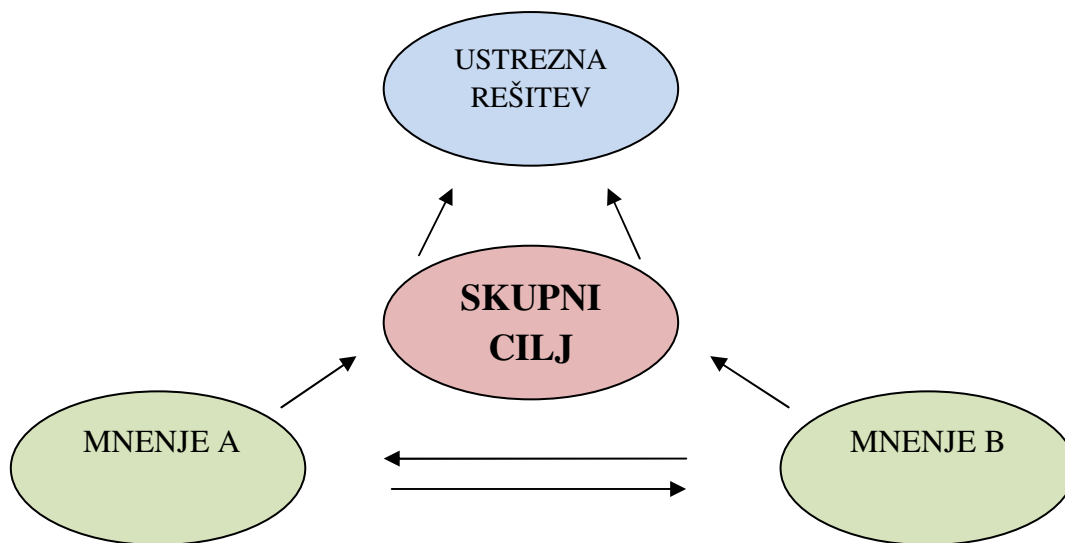 USTREZNA
REŠITEV
SKUPNI
CILJ
MNENJE A
MNENJE B